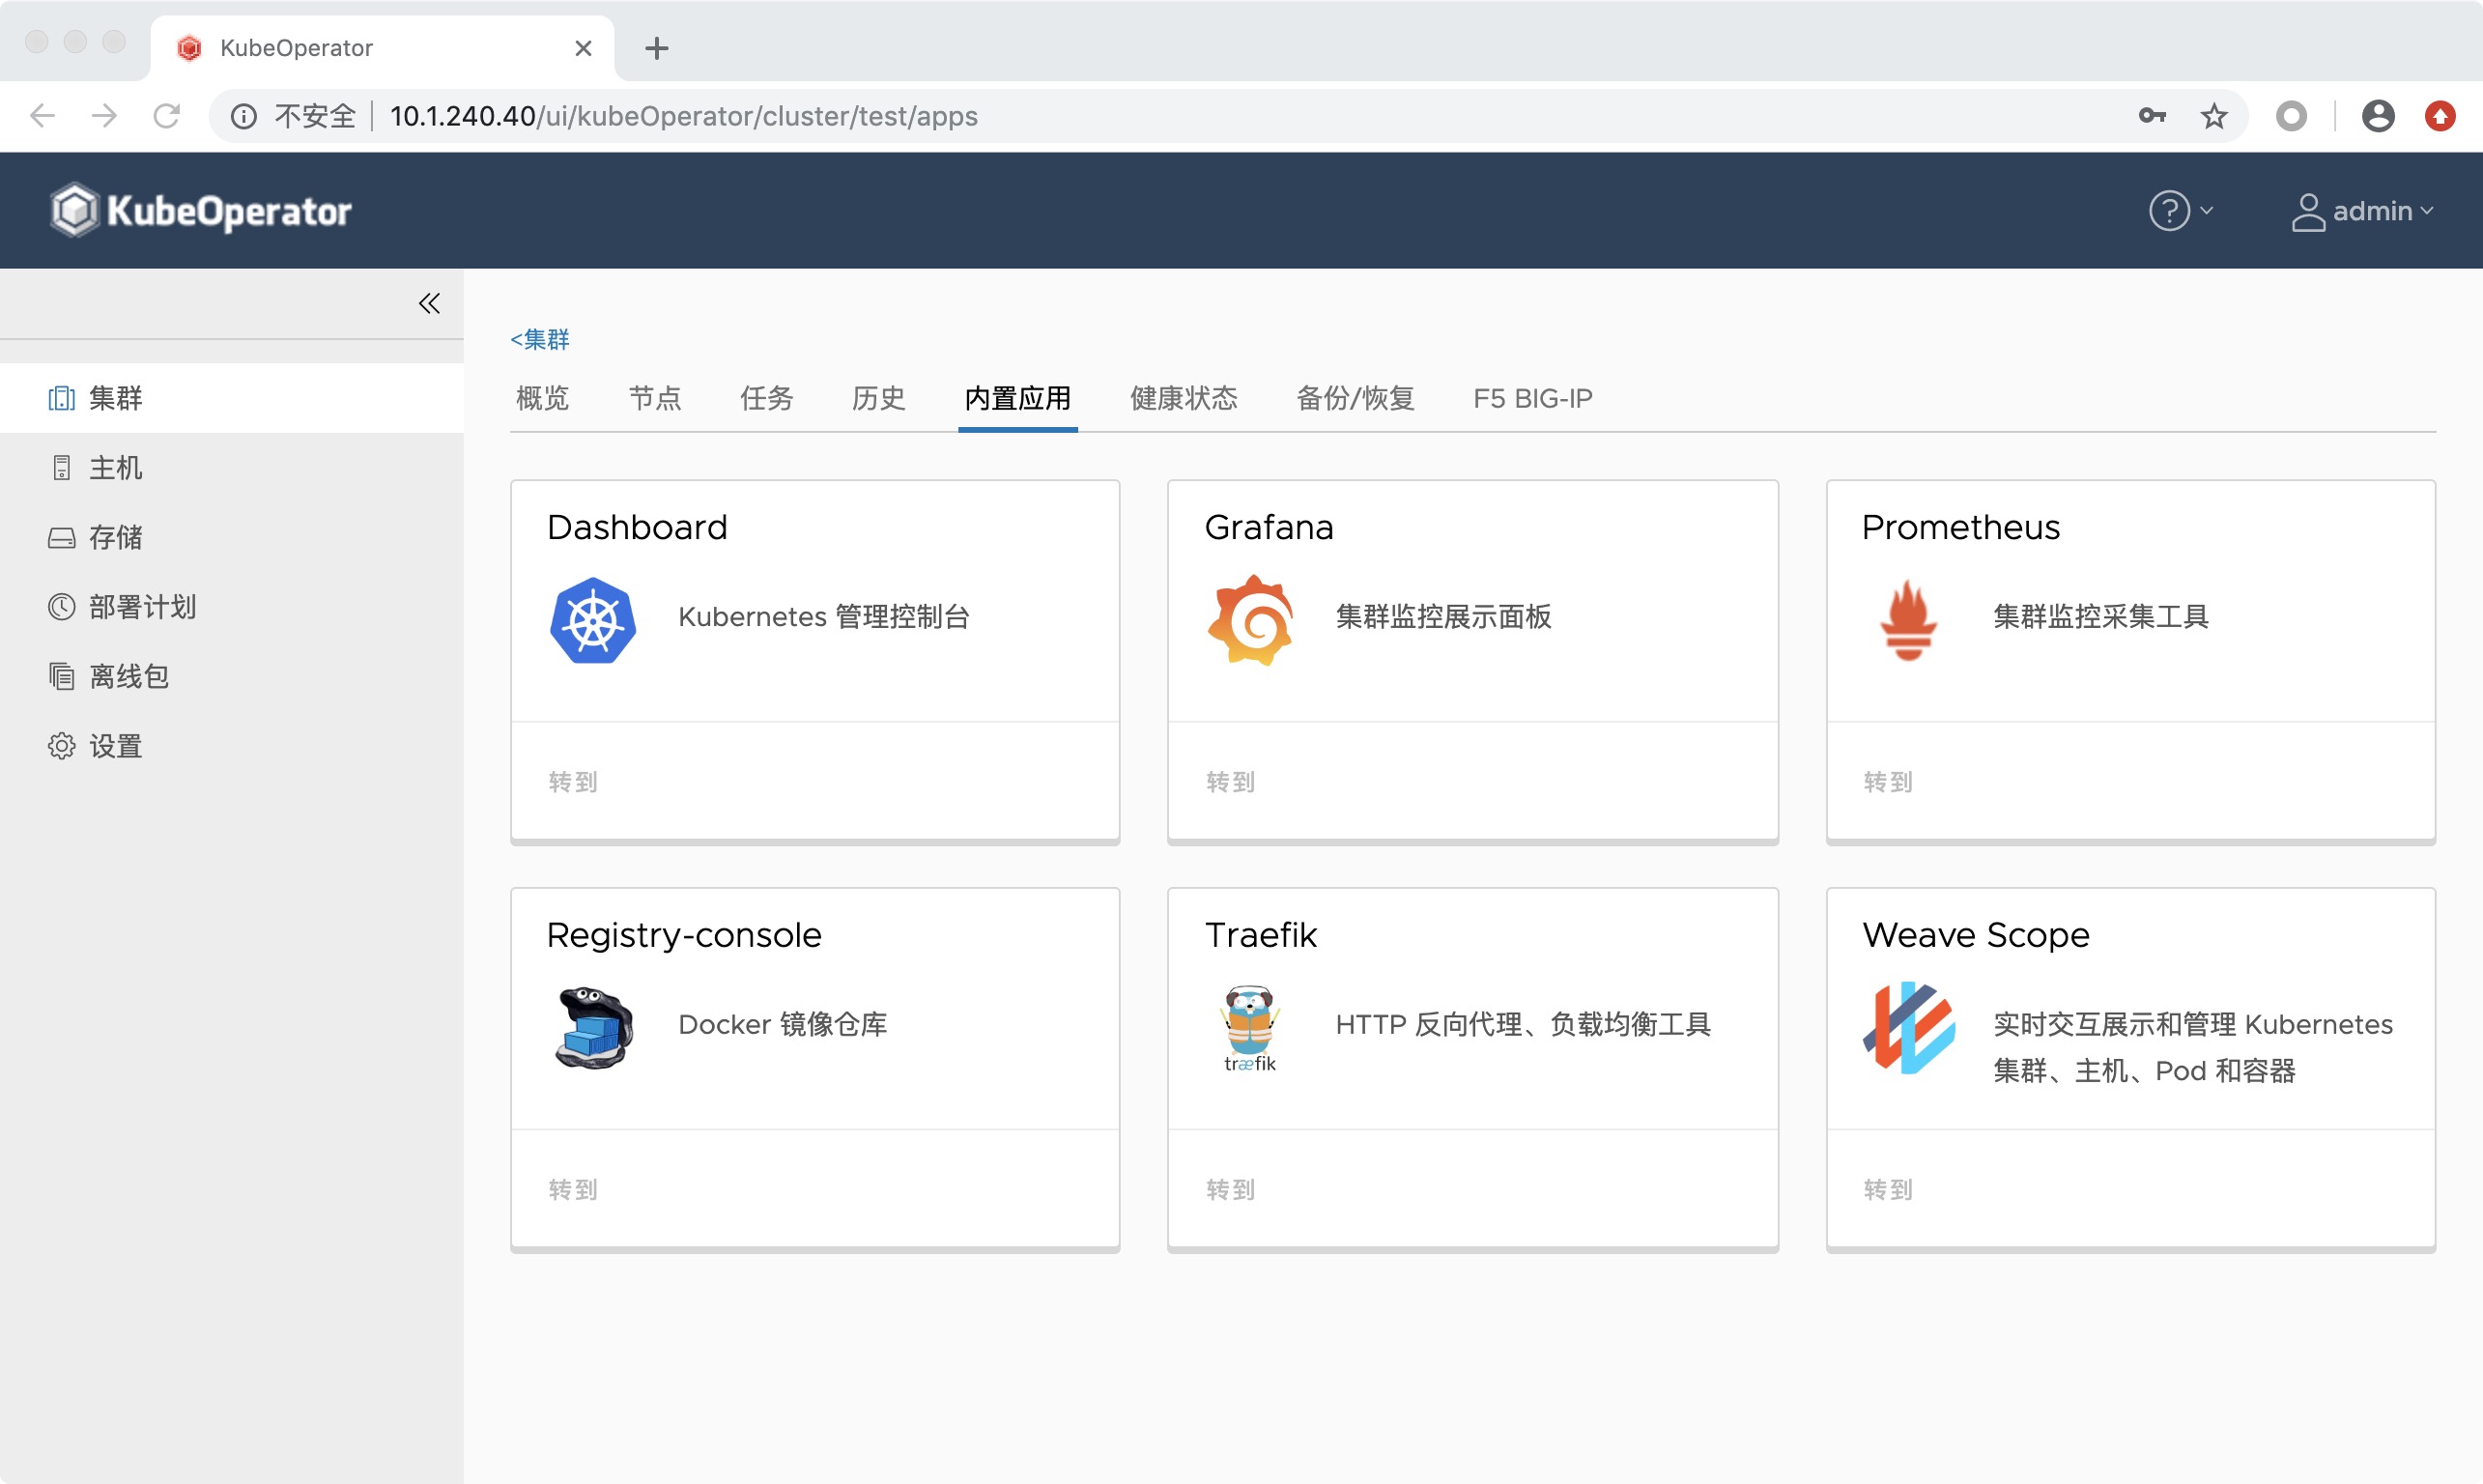 KubeOperator
不安全 10.1.240.40/ui/kubeOperator/cluster/test/apps
KubeOperator
admin
集群
主机
存储
部署计划
离线包
设置
<集群
概览 节点 任务 历史 内置应用 健康状态 备份/恢复 F5 BIG-IP
Dashboard
Kubernetes 管理控制台
转到
Grafana
集群监控展示面板
转到
Prometheus
集群监控采集工具
转到
Registry-console
Docker 镜像仓库
转到
Traefik
træfik
HTTP 反向代理、负载均衡工具
转到
Weave Scope
实时交互展示和管理 Kubernetes
集群、主机、Pod 和容器
转到